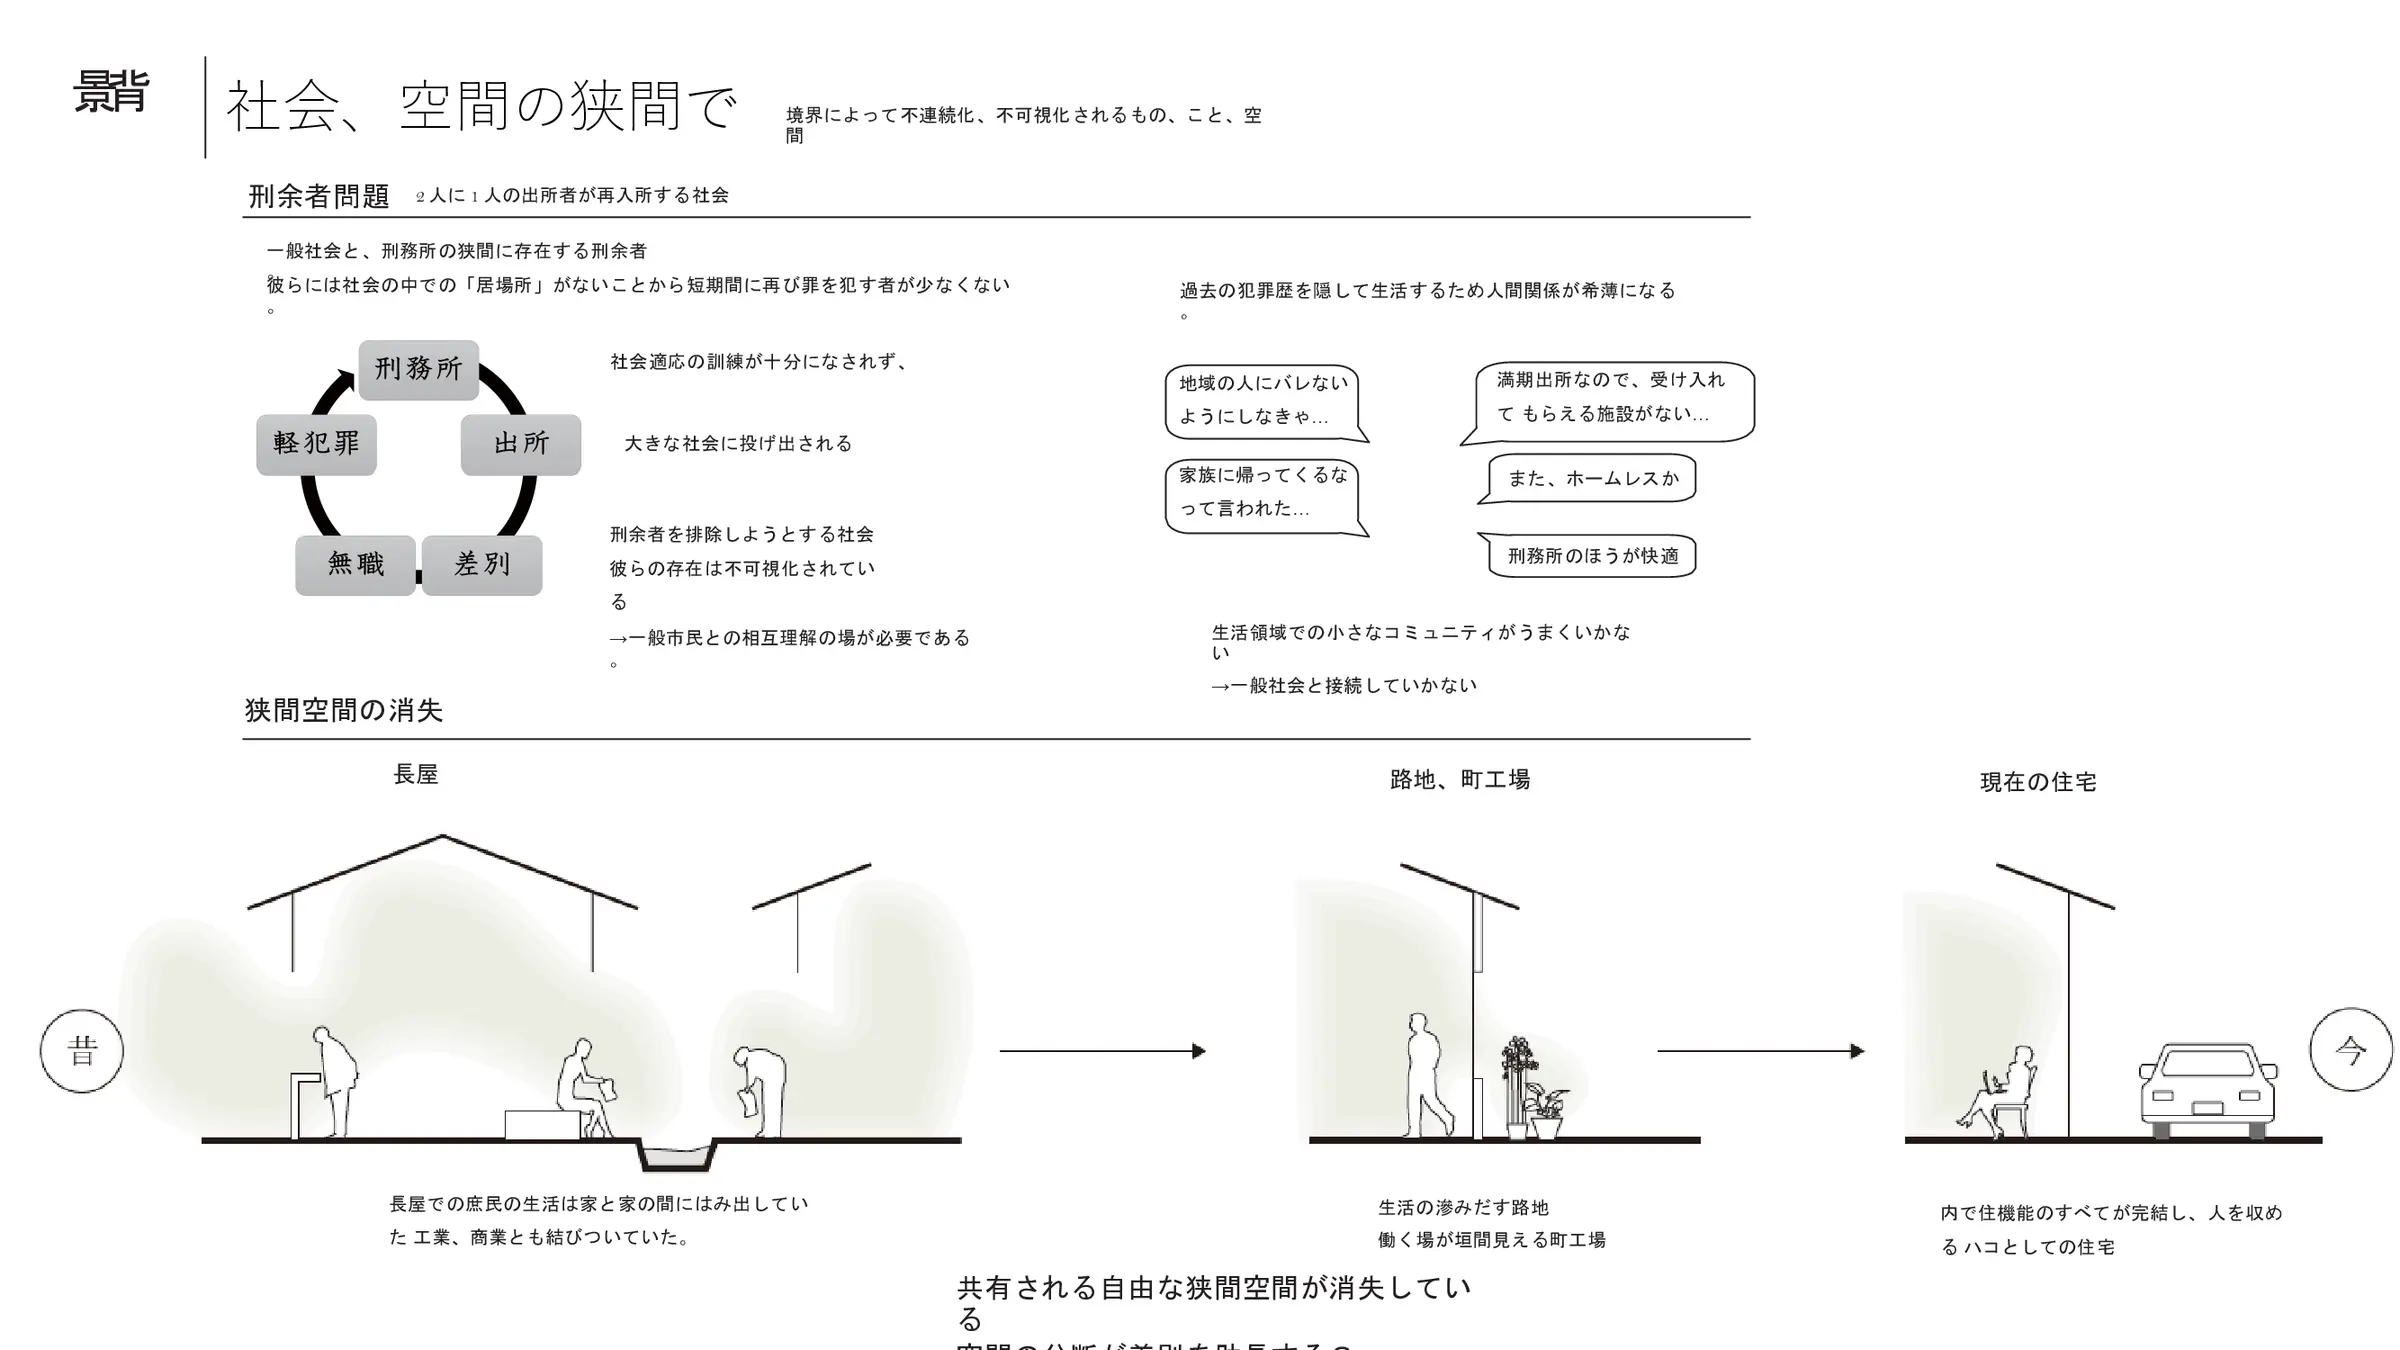 背景
社会、空間の狭間で
境界によって不連続化、不可視化されるもの、こと、空
間
刑余者問題
2人に1人の出所者が再入所する社会
一般社会と、刑務所の狭間に存在する刑余者
。
彼らには社会の中での「居場所」がないことから短期間に再び罪を犯す者が少なくない
。
刑務所
出所
差別
無職
軽犯罪
社会適応の訓練が十分になされず、
大きな社会に投げ出される
刑余者を排除しようとする社会
彼らの存在は不可視化されてい
る
→一般市民との相互理解の場が必要である
。
過去の犯罪歴を隠して生活するため人間関係が希薄になる
。
地域の人にバレない
ようにしなきゃ…
家族に帰ってくるな
って言われた…
満期出所なので、受け入れ
て もらえる施設がない…
また、ホームレスか
刑務所のほうが快適
生活領域での小さなコミュニティがうまくいかな
い
→一般社会と接続していかない
狭間空間の消失
長屋
路地、町工場
現在の住宅
昔
今
長屋での庶民の生活は家と家の間にはみ出してい
た 工業、商業とも結びついていた。
生活の滲みだす路地
働く場が垣間見える町工場
内で住機能のすべてが完結し、人を収め
る ハコとしての住宅
共有される自由な狭間空間が消失してい
る
空間の分断が差別を助長する?